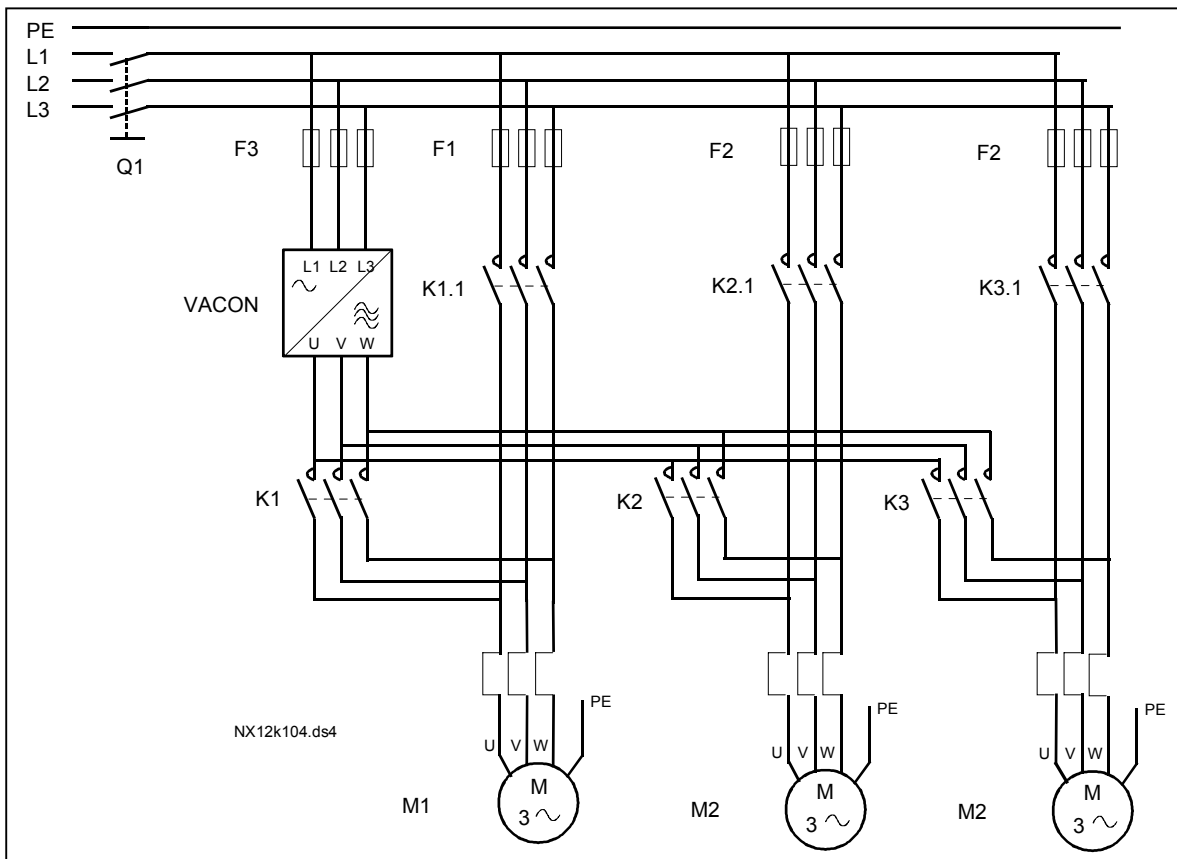 PE
L1
L2
L3
Q1
F3
F1
F2
F2
L1 L2 L3
VACON
U V W
K1.1
K2.1
K3.1
K1
K2
K3
NX12k104.ds4
PE
PE
PE
U V W
U V W
U V W
M1
M
3
M2
M
3
M2
M
3